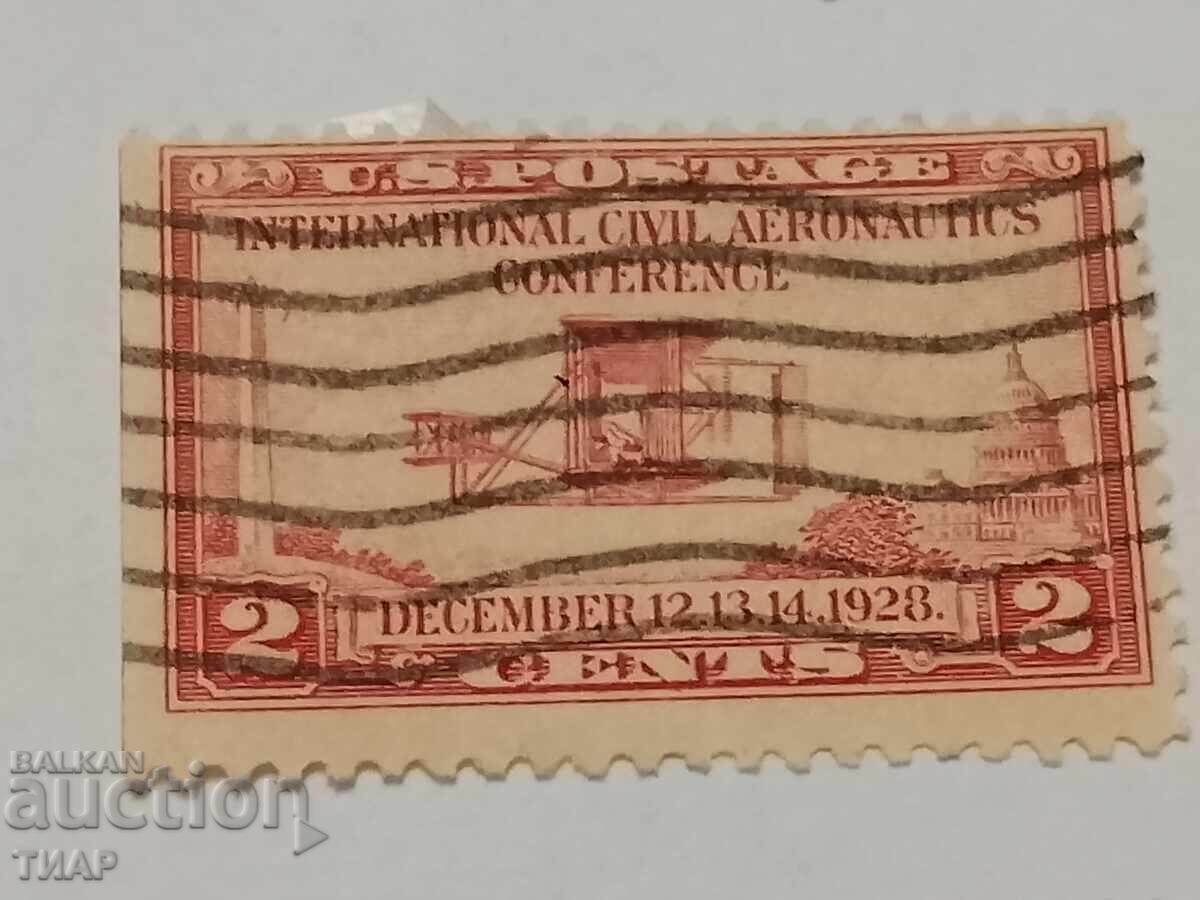 U.S. POSTAGE
INTERNATIONAL CIVIL AERONAUTICS
CONFERENCE
DECEMBER 12.13.14.1928.
2 CENTS 2
BALKAN
auction
ТИАР